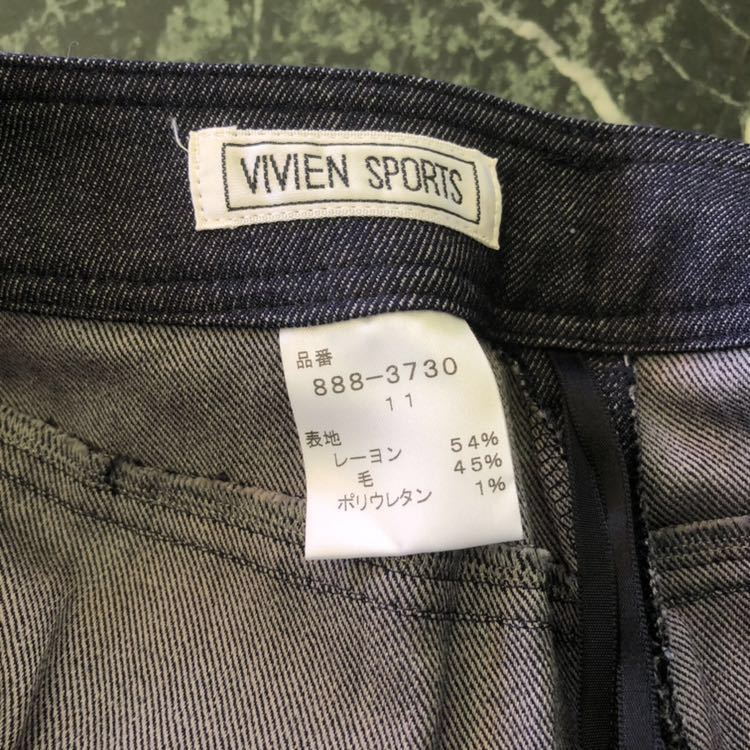 VIVIEN SPORTS
品番
888-3730
11
表地
レーヨン 54%
毛 45%
ポリウレタン 1%